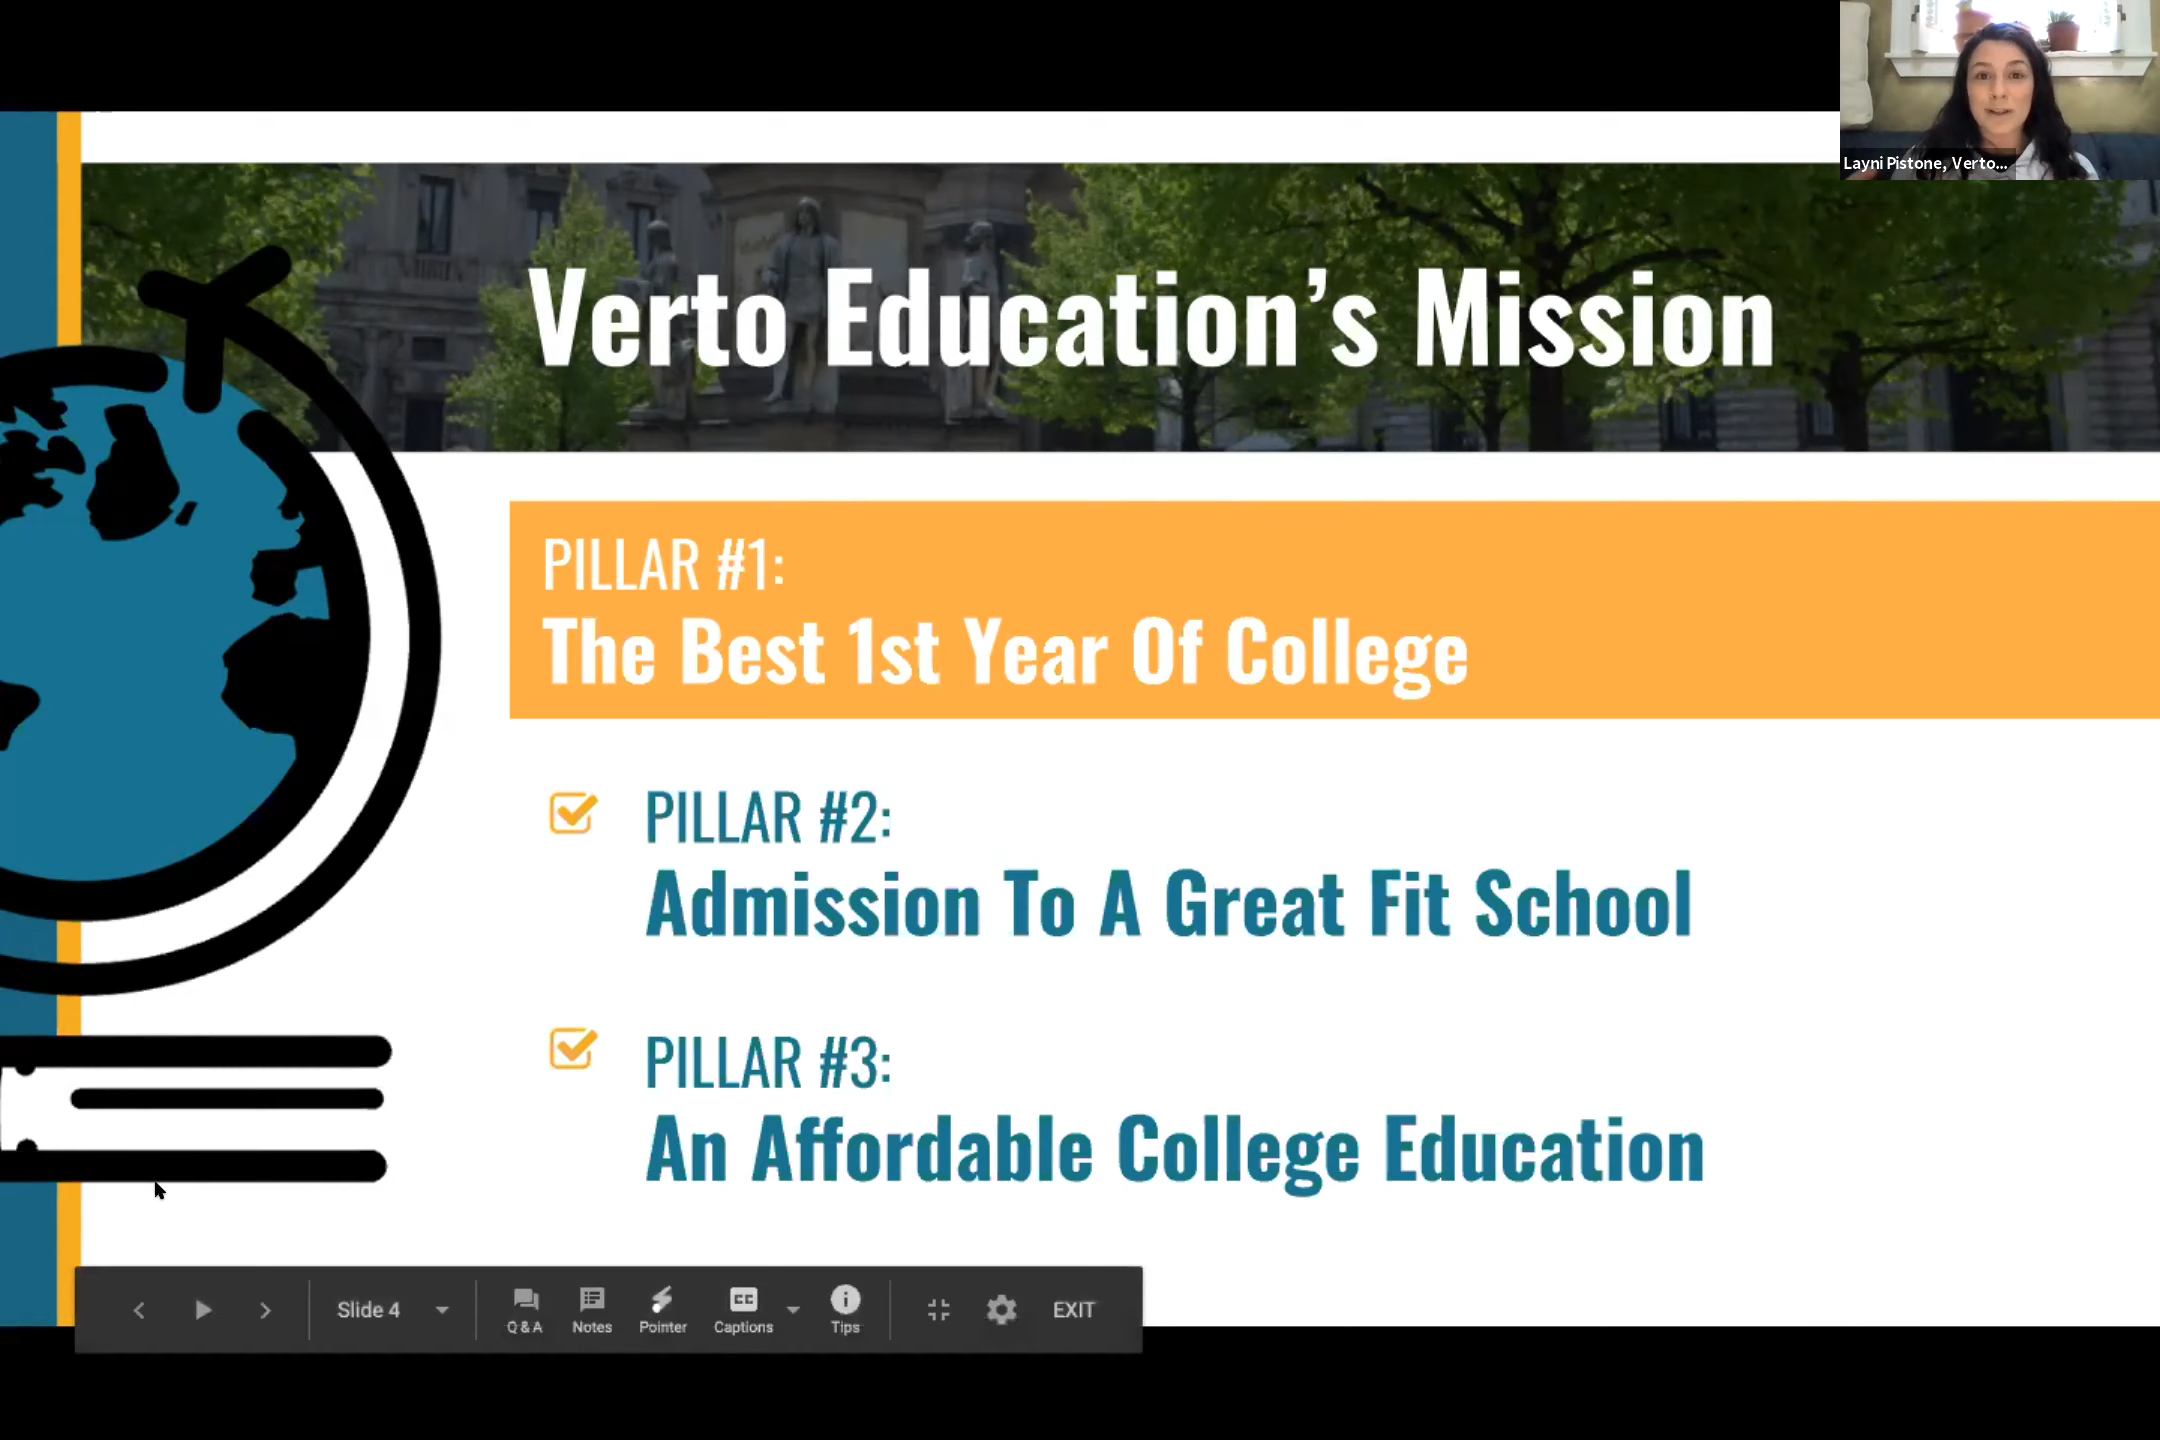 Layni Pistone, Verto...
Verto Education’s Mission
PILLAR #1:
The Best 1st Year Of College
PILLAR #2:
Admission To A Great Fit School
PILLAR #3:
An Affordable College Education
Slide 4
Q & A
Notes
Pointer
CC
Captions
Tips
EXIT